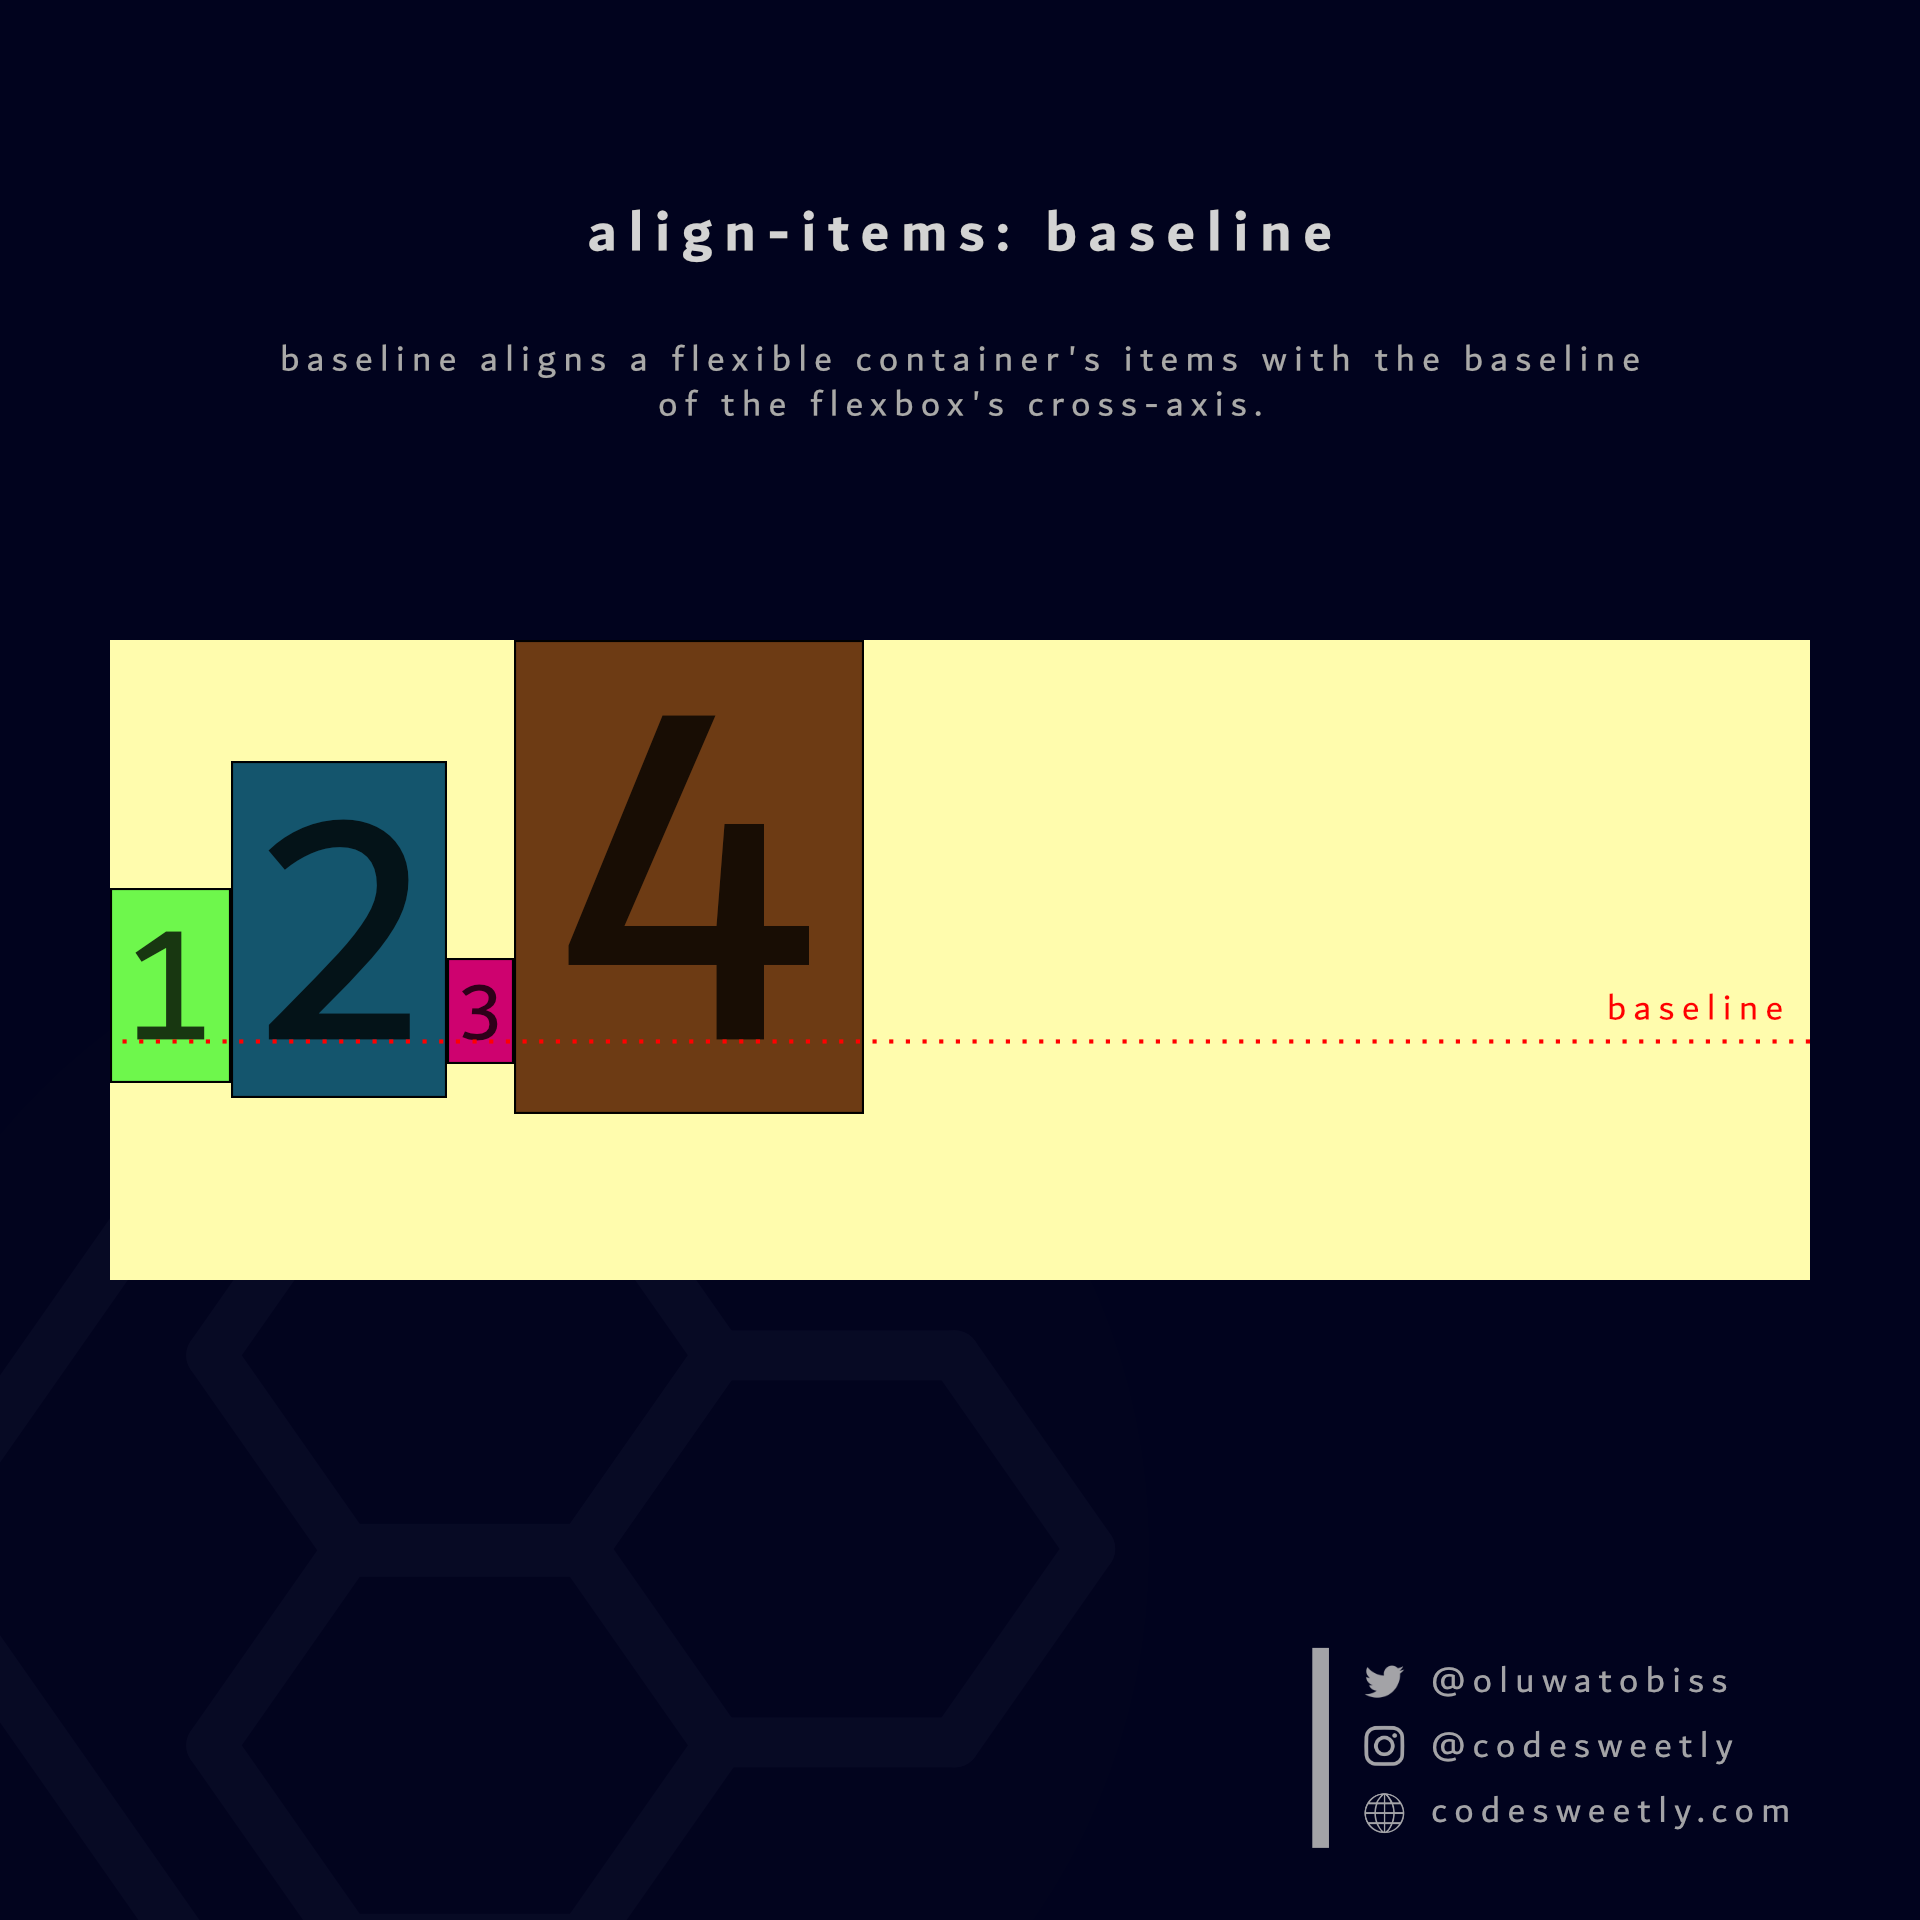 align-items: baseline
baseline aligns a flexible container's items with the baseline
of the flexbox's cross-axis.
1 2 3 4
baseline
@oluwatobiss
@codesweetly
codesweetly.com